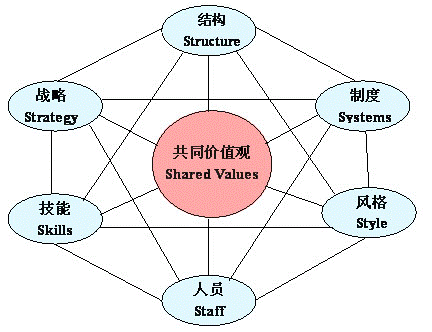 结构
Structure
战略
Strategy
制度
Systems
共同价值观
Shared Values
技能
Skills
风格
Style
人员
Staff